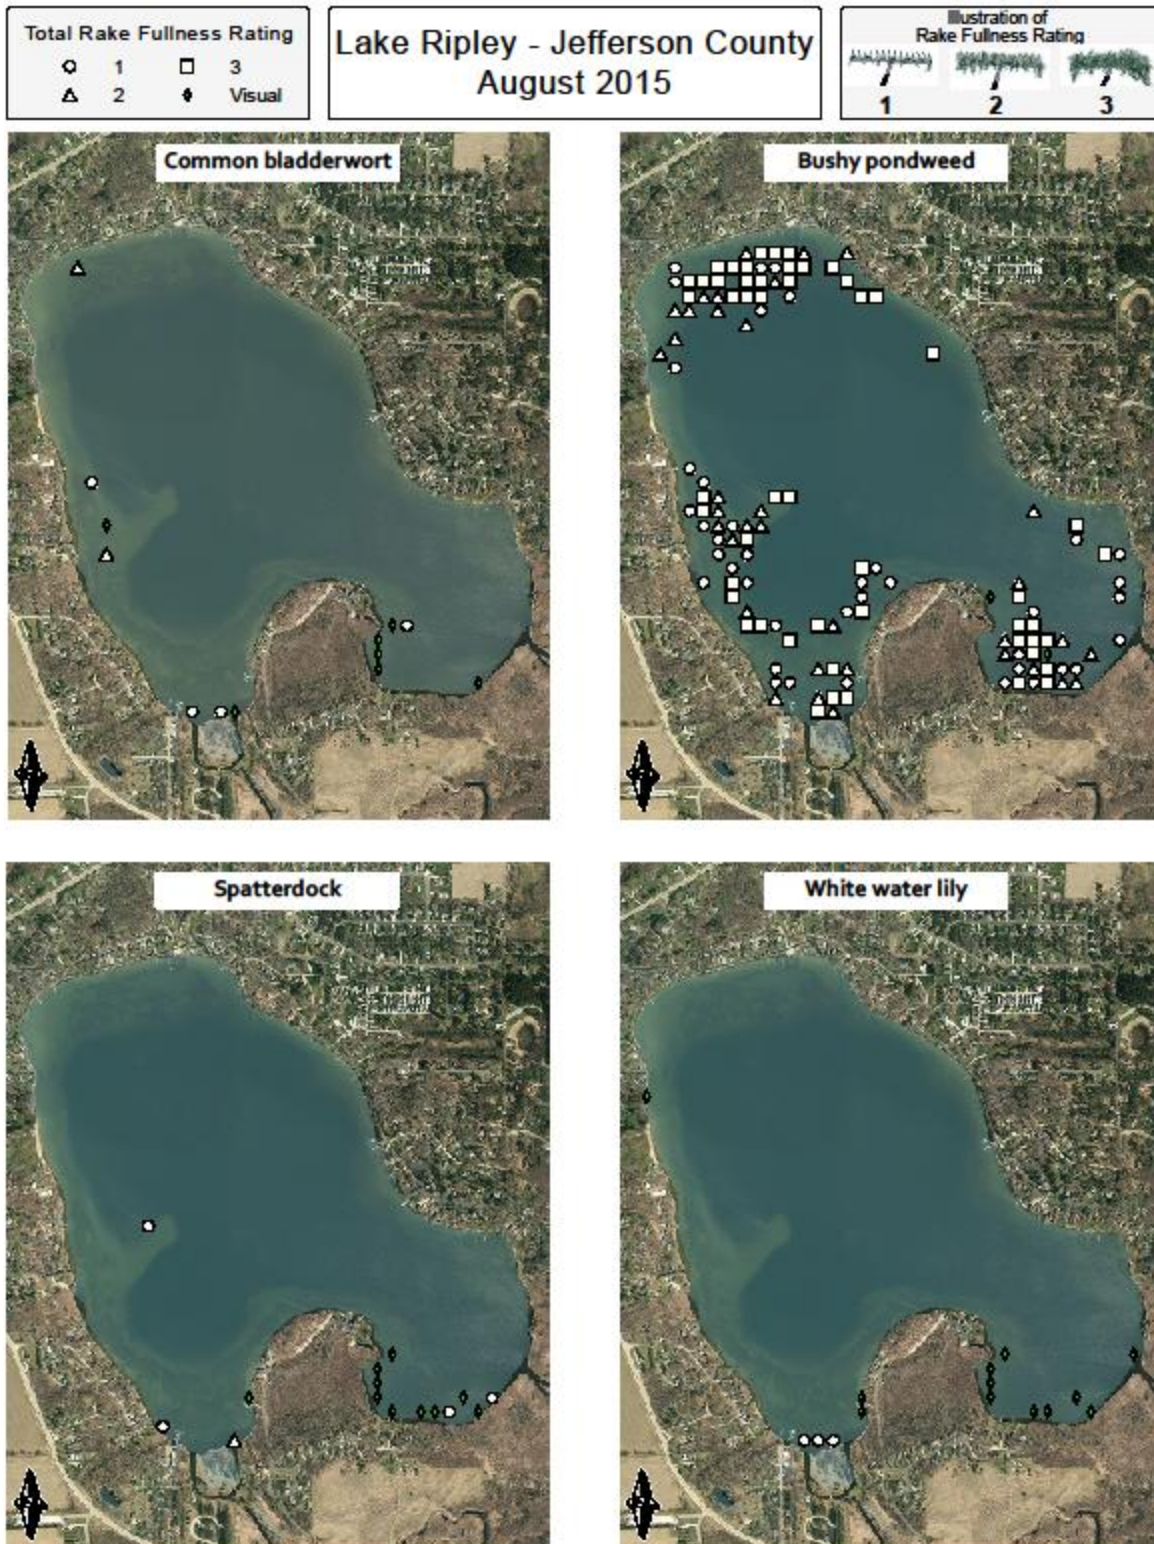 Total Rake Fullness Rating
1
3
2
Visual
Lake Ripley - Jefferson County
August 2015
Illustration of
Rake Fullness Rating
1
2
3
Common bladderwort
Bushy pondweed
Spatterdock
White water lily